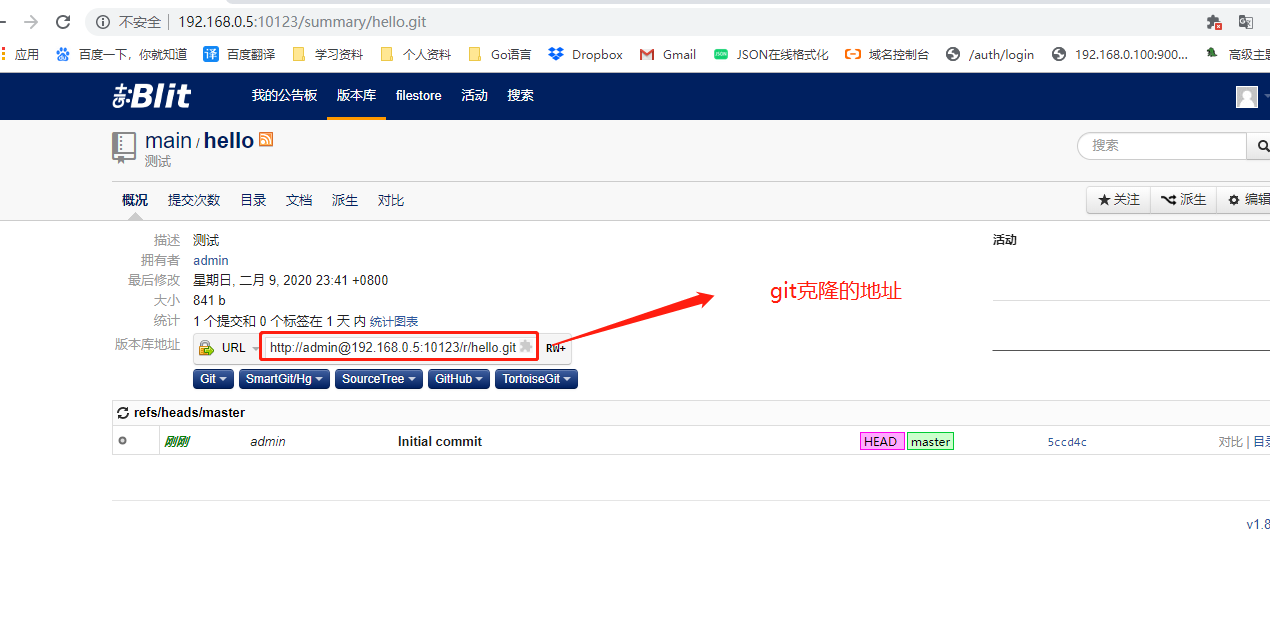 不安全 192.168.0.5:10123/summary/hello.git
应用 百度一下，你就知道 译 百度翻译 学习资料 个人资料 Go语言 Dropbox Gmail JSON在线格式化 域名控制台 /auth/login 192.168.0.100:900... 高级主题
Blit 我的公告板 版本库 filestore 活动 搜索
main / hello
测试
搜索
概况 提交次数 目录 文档 派生 对比 关注 派生 编辑
描述 测试 活动
拥有者 admin
最后修改 星期日, 二月 9, 2020 23:41 +0800
git克隆的地址
大小 841 b
统计 1 个提交和 0 个标签在 1 天 内 统计图表
版本库地址 URL http://admin@192.168.0.5:10123/r/hello.git RW+
Git SmartGit/Hg SourceTree GitHub TortoiseGit
refs/heads/master
刚刚 admin Initial commit HEAD master 5ccd4c 对比 | 目录
v1.8